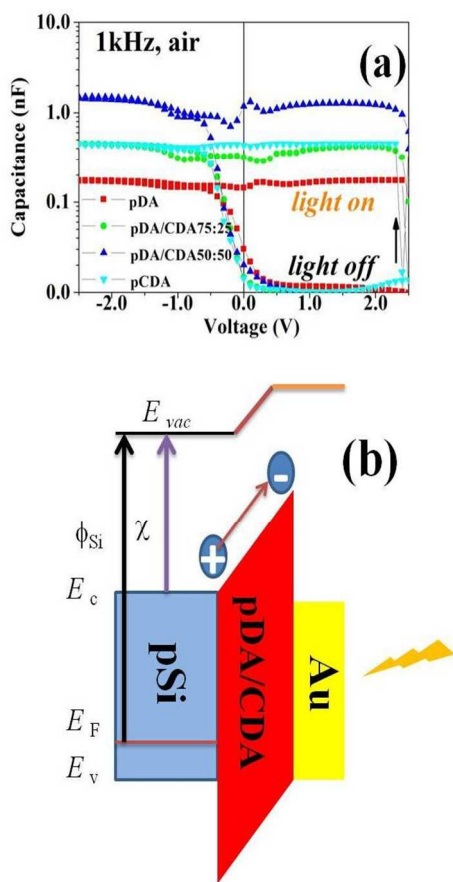 1kHz, air
(a)
Capacitance (nF)
10.0
1.0
0.1
0.0
pDA
pDA/CDA75:25
pDA/CDA50:50
pCDA
light on
light off
-2.0 -1.0 0.0 1.0 2.0
Voltage (V)
(b)
E vac
ϕSi
χ
E c
E F
E v
pSi
+
-
pDA/CDA
Au